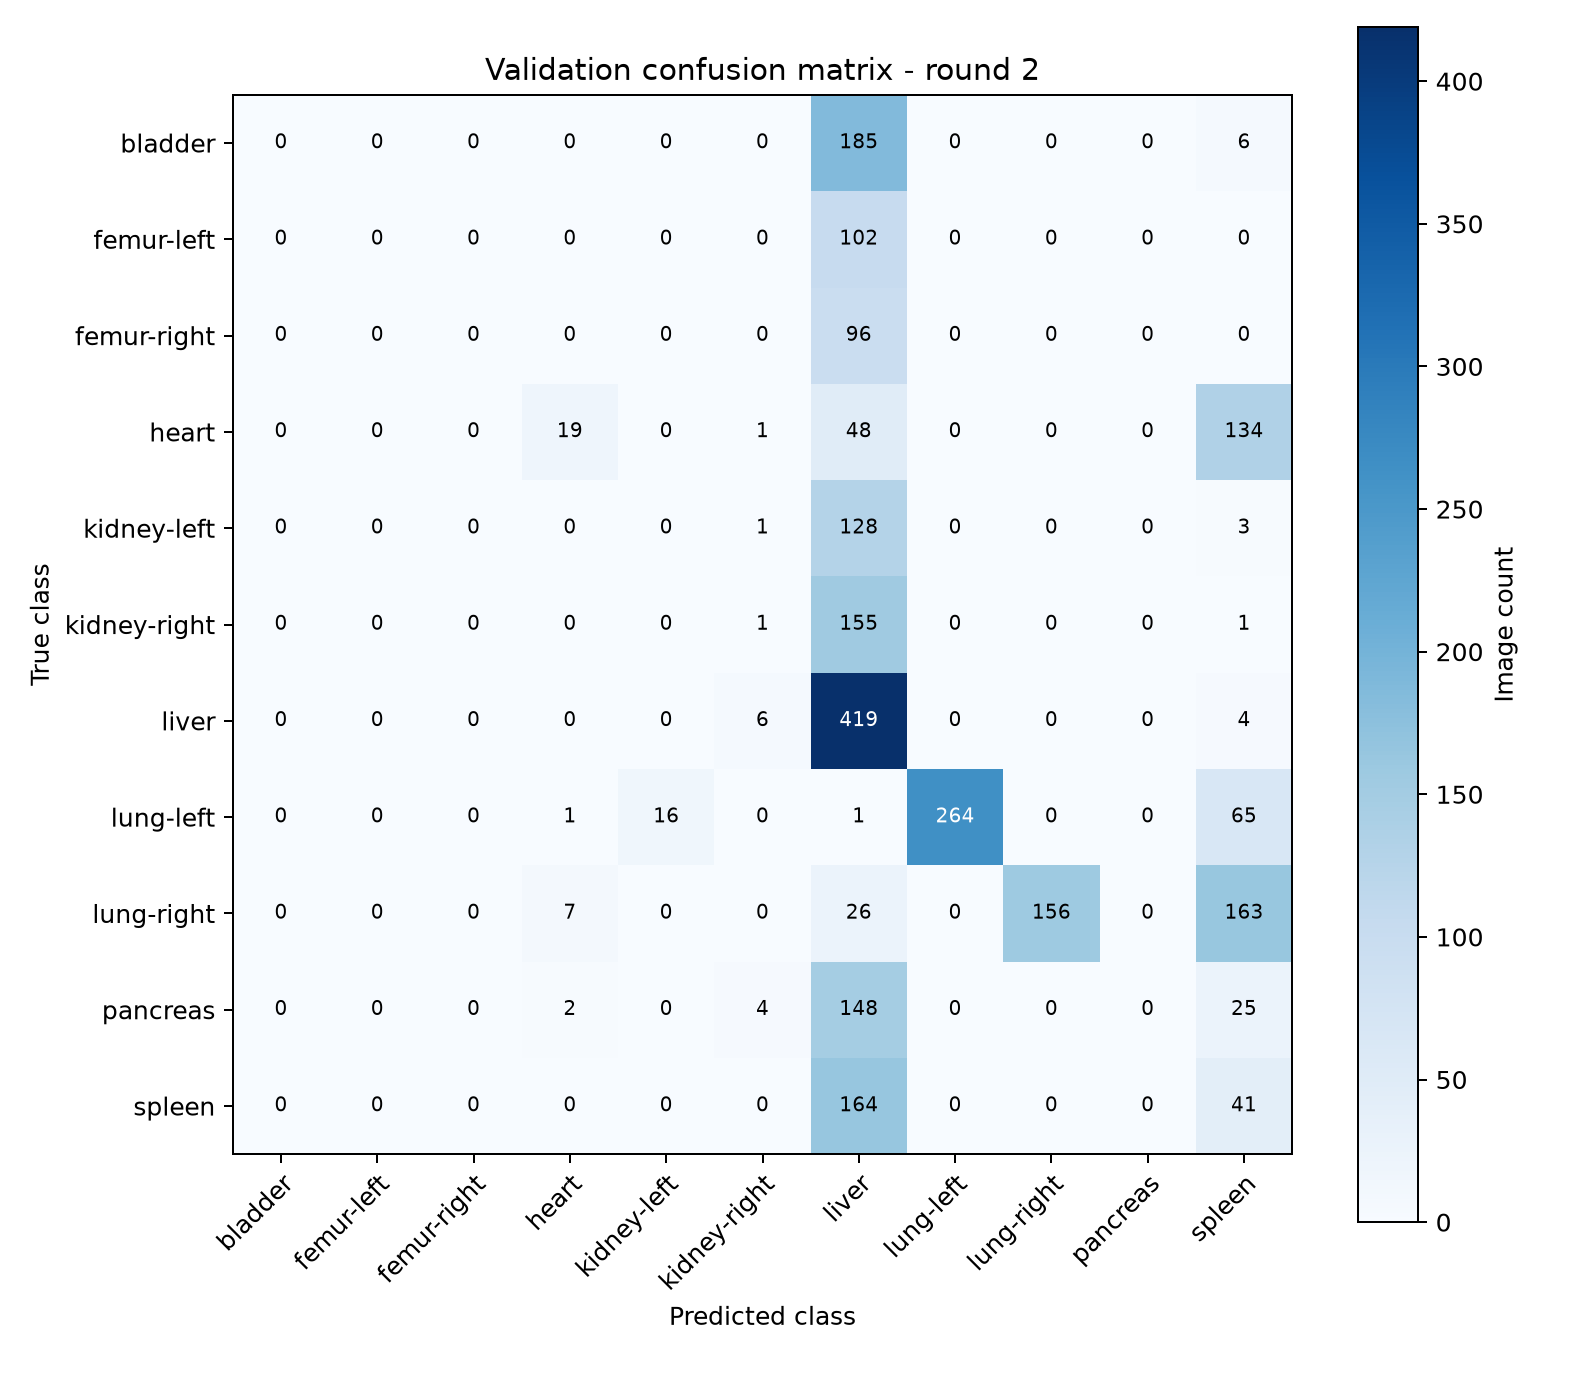 Validation confusion matrix - round 2
bladder 0 0 0 0 0 0 185 0 0 0 6
femur-left 0 0 0 0 0 0 102 0 0 0 0
femur-right 0 0 0 0 0 0 96 0 0 0 0
heart 0 0 0 19 0 1 48 0 0 0 134
kidney-left 0 0 0 0 0 1 128 0 0 0 3
kidney-right 0 0 0 0 0 1 155 0 0 0 1
liver 0 0 0 0 0 6 419 0 0 0 4
lung-left 0 0 0 1 16 0 1 264 0 0 65
lung-right 0 0 0 7 0 0 26 0 156 0 163
pancreas 0 0 0 2 0 4 148 0 0 0 25
spleen 0 0 0 0 0 0 164 0 0 0 41
bladder femur-left femur-right heart kidney-left kidney-right liver lung-left lung-right pancreas spleen
Predicted class
True class
400
350
300
250
200
150
100
50
0
Image count